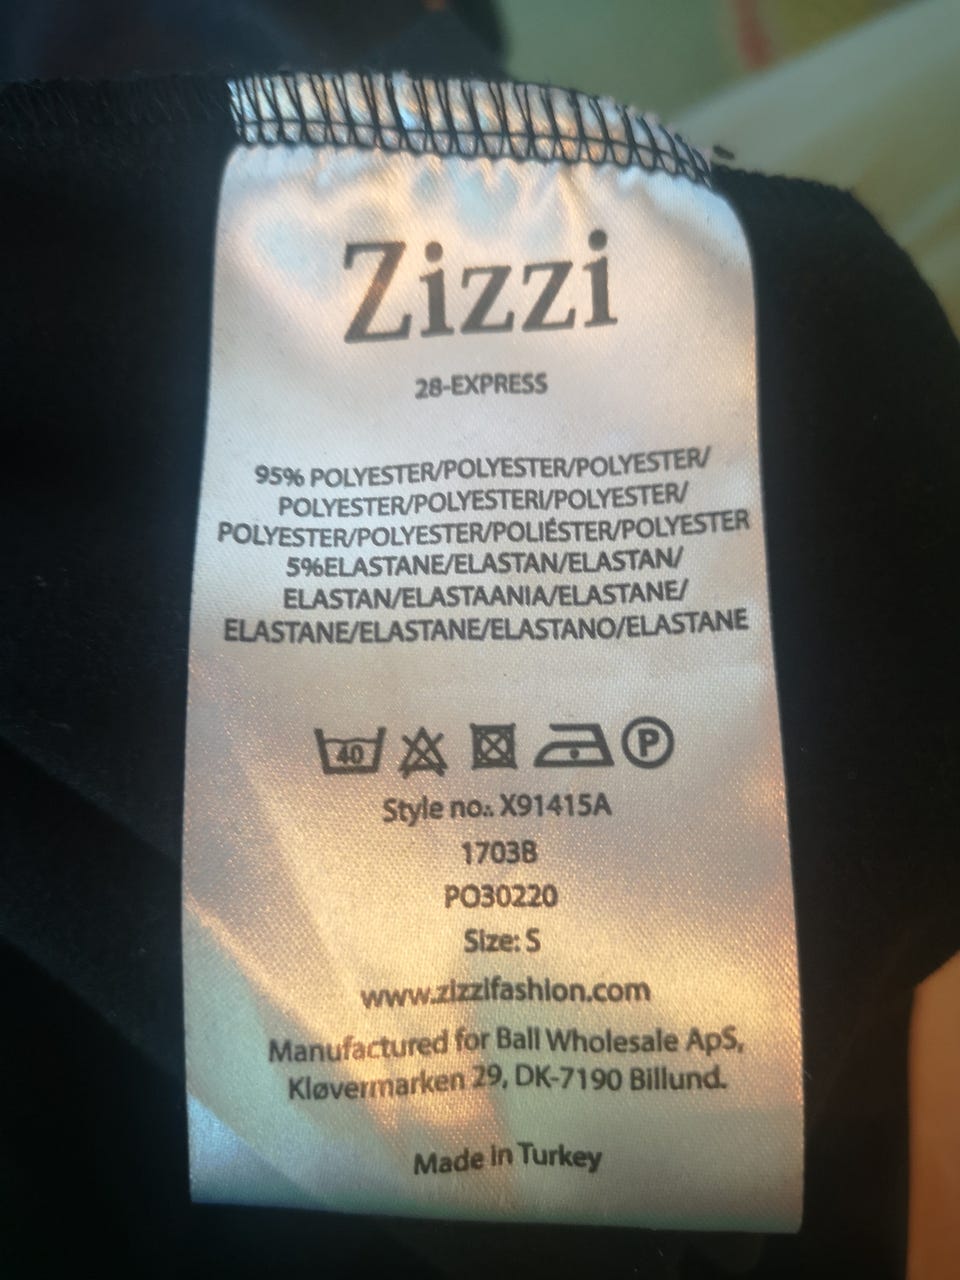 Zizzi
28-EXPRESS
95% POLYESTER/POLYESTER/POLYESTER/
POLYESTER/POLYESTERI/POLYESTER/
POLYESTER/POLYESTER/POLIÉSTER/POLYESTER
5%ELASTANE/ELASTAN/ELASTAN/
ELASTAN/ELASTAANIA/ELASTANE/
ELASTANE/ELASTANE/ELASTANO/ELASTANE
40 P
Style no.: X91415A
1703B
PO30220
Size: S
www.zizzifashion.com
Manufactured for Ball Wholesale ApS,
Kløvermarken 29, DK-7190 Billund.
Made in Turkey